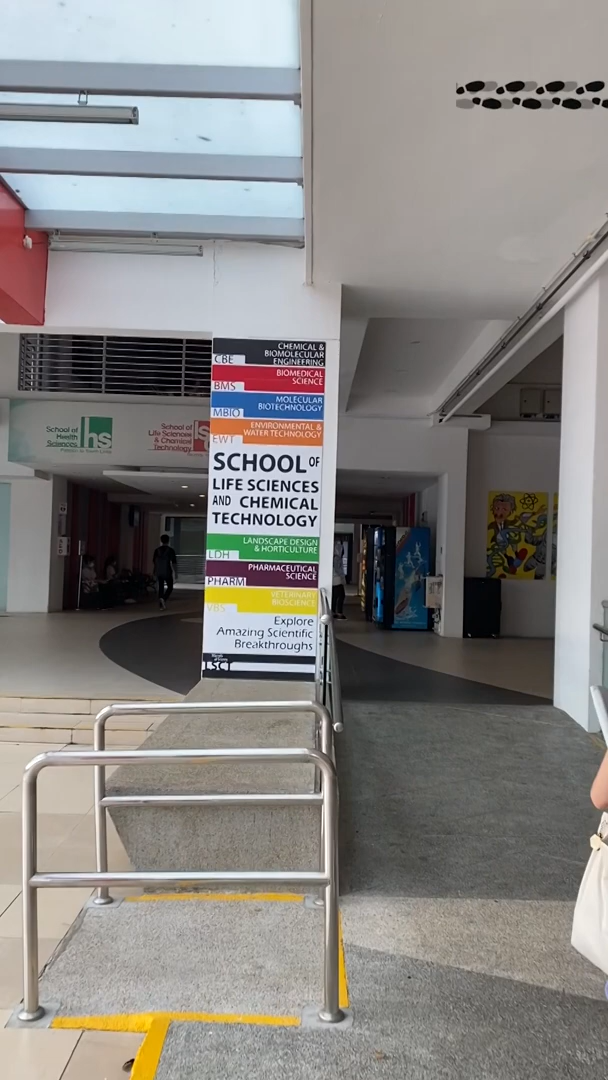 CHEMICAL &
BIOMOLECULAR
ENGINEERING
CBE
BIOMEDICAL
SCIENCE
BMS
MOLECULAR
BIOTECHNOLOGY
MBIO
ENVIRONMENTAL &
WATER TECHNOLOGY
EWT
SCHOOL OF
LIFE SCIENCES
AND CHEMICAL
TECHNOLOGY
LANDSCAPE DESIGN
& HORTICULTURE
LDH
PHARMACEUTICAL
SCIENCE
PHARM
VETERINARY
BIOSCIENCE
VBS
Explore
Amazing Scientific
Breakthroughs
LSCT
School of
Health
Sciences
hs
School of
Life Sciences
& Chemical
Technology